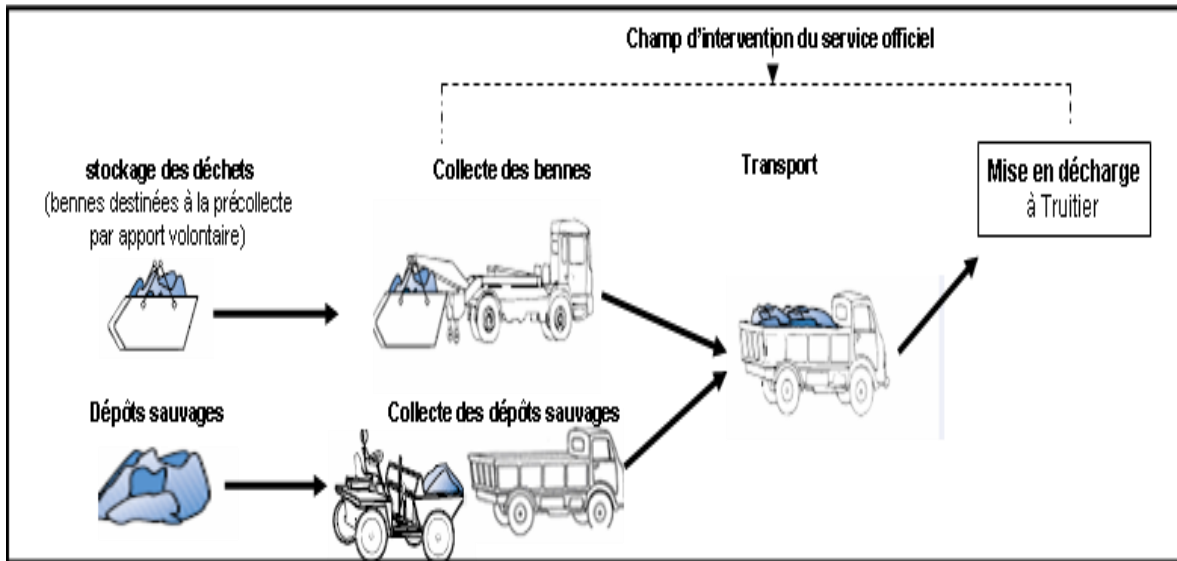 Champ d'intervention du service officiel
stockage des déchets
(bennes destinées à la précollecte
par apport volontaire)
Collecte des bennes
Transport
Mise en décharge
à Truitier
Dépôts sauvages
Collecte des dépôts sauvages